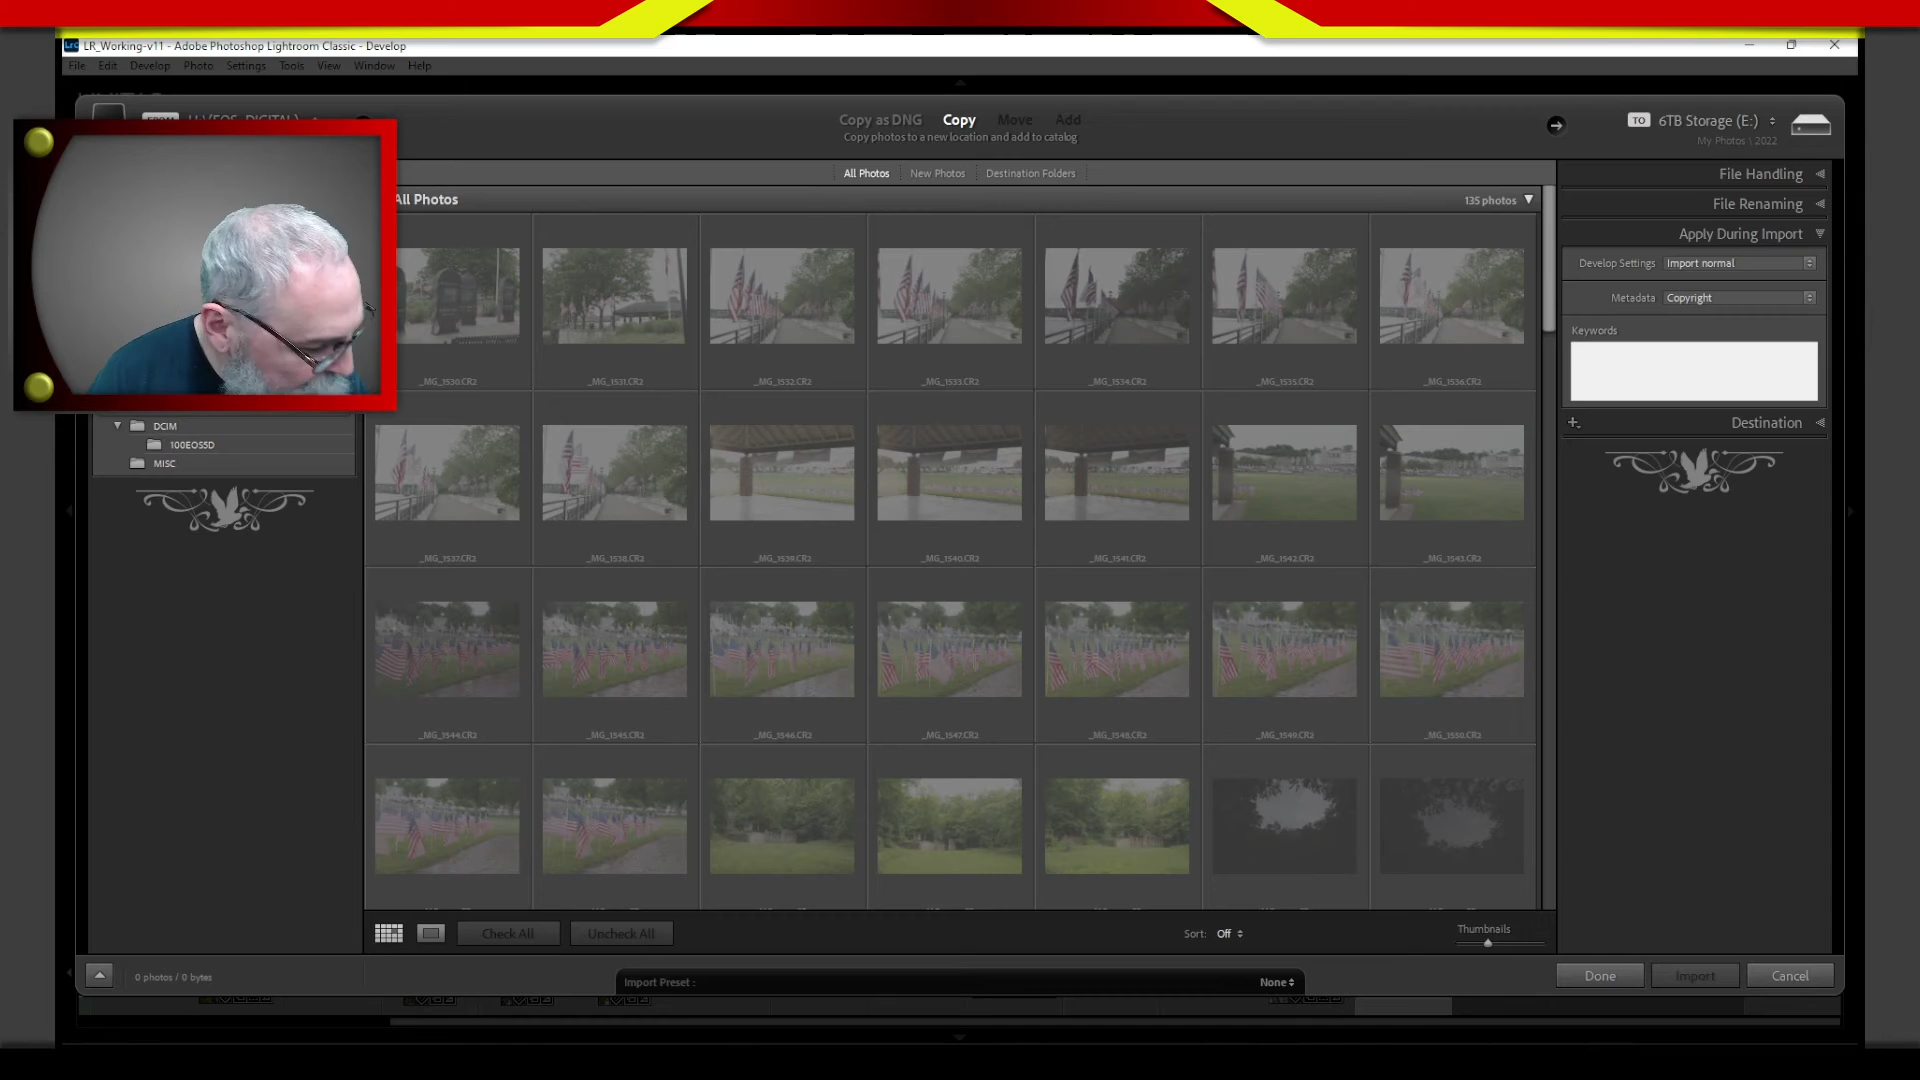 LR_Working-v11 - Adobe Photoshop Lightroom Classic - Develop
File Edit Develop Photo Settings Tools View Window Help
Copy as DNG Copy Move Add
Copy photos to a new location and add to catalog
TO 6TB Storage (E:)
My Photos \ 2022
All Photos New Photos Destination Folders
All Photos
135 photos
File Handling
File Renaming
Apply During Import
Develop Settings Import normal
Metadata Copyright
Keywords
Destination
_MG_1530.CR2 _MG_1531.CR2 _MG_1532.CR2 _MG_1533.CR2 _MG_1534.CR2 _MG_1535.CR2 _MG_1536.CR2
DCIM
100EOS5D
MISC
_MG_1537.CR2 _MG_1538.CR2 _MG_1539.CR2 _MG_1540.CR2 _MG_1541.CR2 _MG_1542.CR2 _MG_1543.CR2
_MG_1544.CR2 _MG_1545.CR2 _MG_1546.CR2 _MG_1547.CR2 _MG_1548.CR2 _MG_1549.CR2 _MG_1550.CR2
Check All Uncheck All
Sort: Off
Thumbnails
0 photos / 0 bytes
Import Preset : None
Done Import Cancel